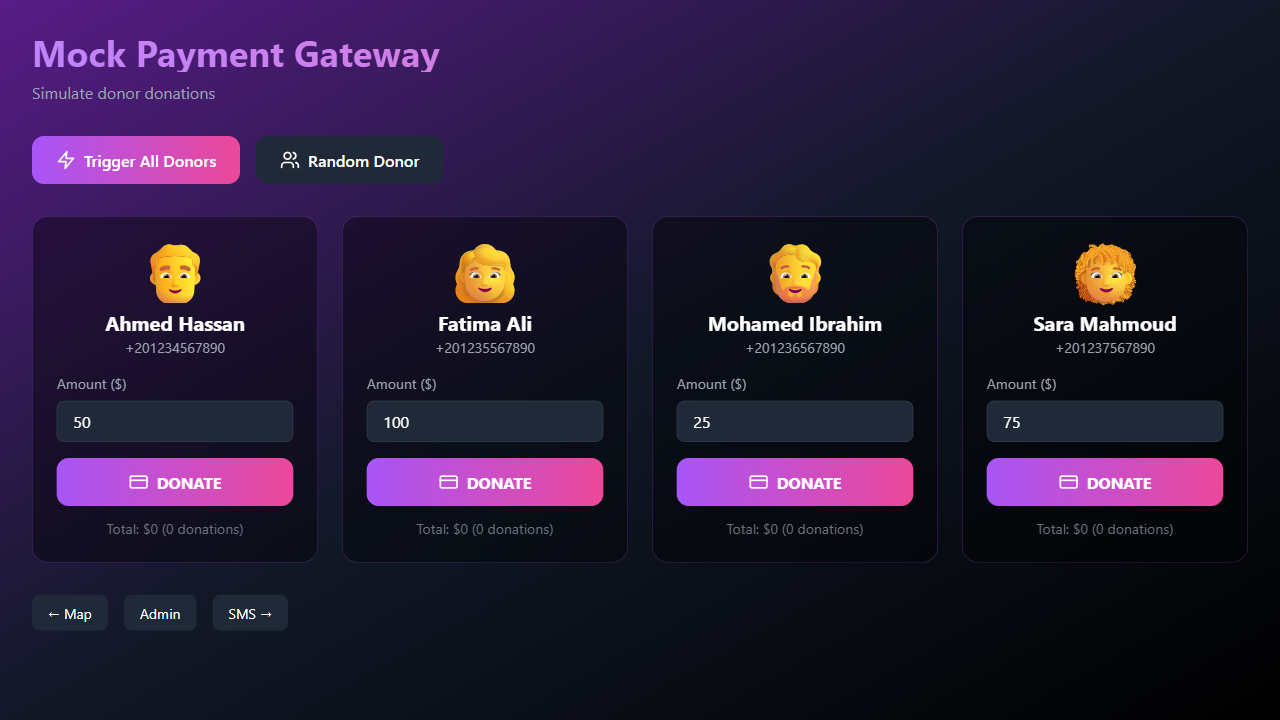 Mock Payment Gateway
Simulate donor donations
Trigger All Donors
Random Donor
Ahmed Hassan
+201234567890
Amount ($)
50
DONATE
Total: $0 (0 donations)
Fatima Ali
+201235567890
Amount ($)
100
DONATE
Total: $0 (0 donations)
Mohamed Ibrahim
+201236567890
Amount ($)
25
DONATE
Total: $0 (0 donations)
Sara Mahmoud
+201237567890
Amount ($)
75
DONATE
Total: $0 (0 donations)
← Map
Admin
SMS →